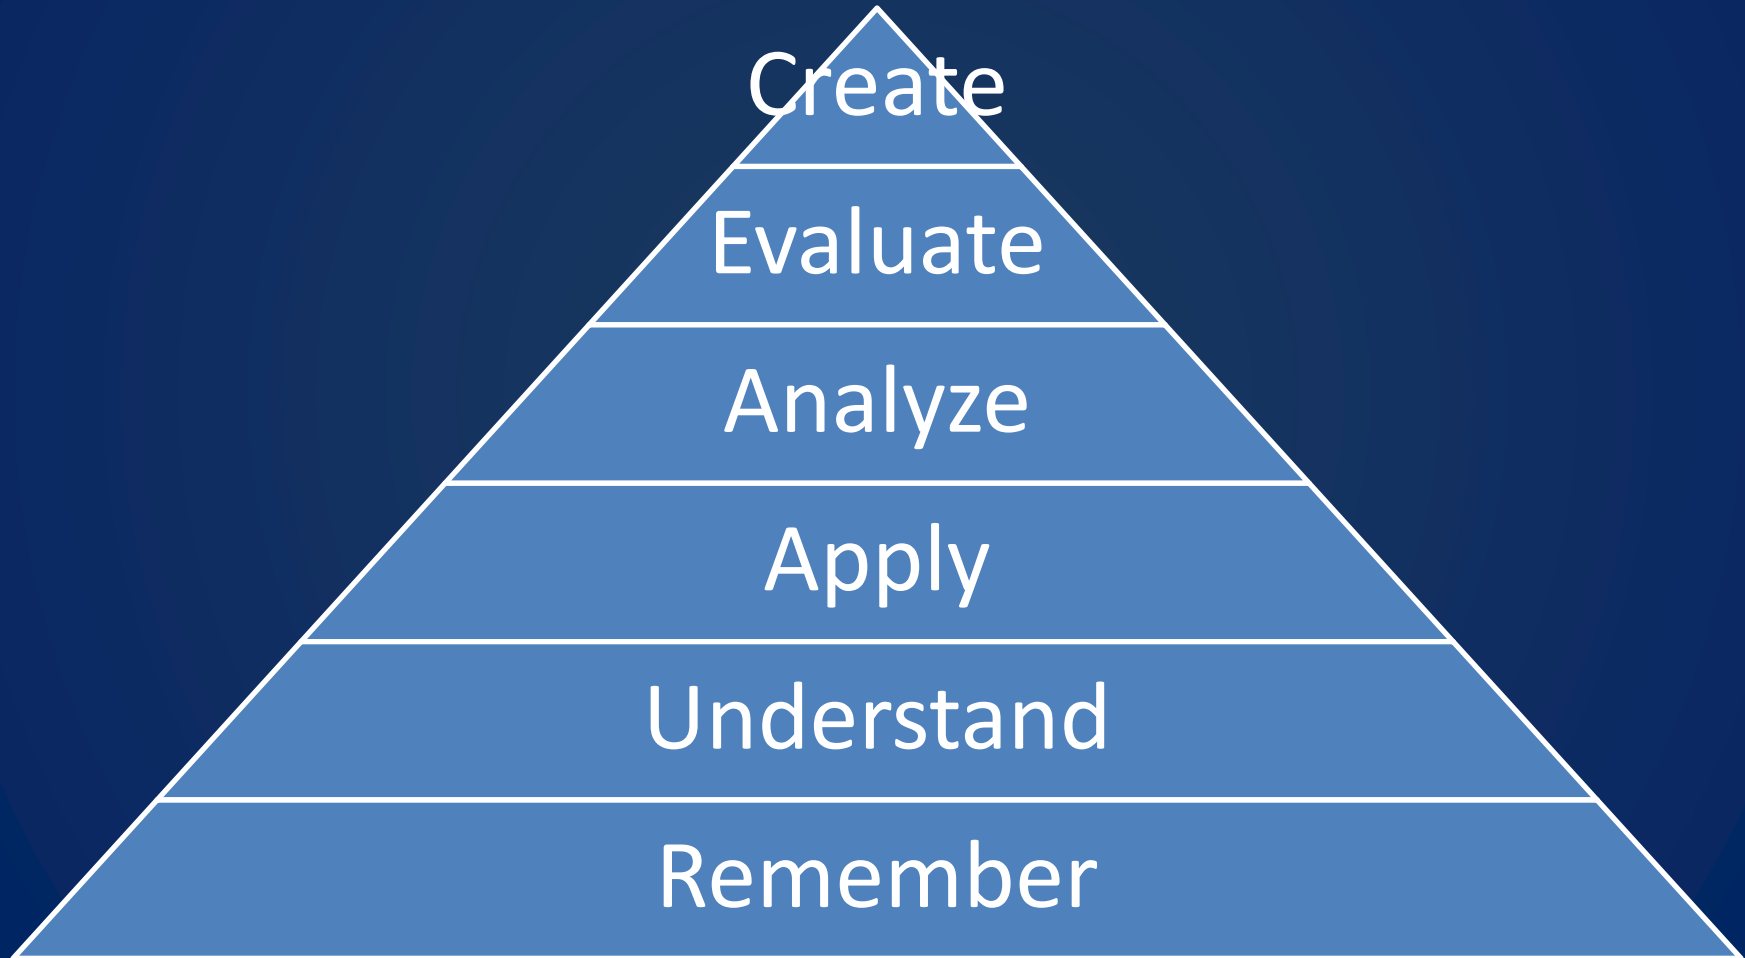 Create
Evaluate
Analyze
Apply
Understand
Remember